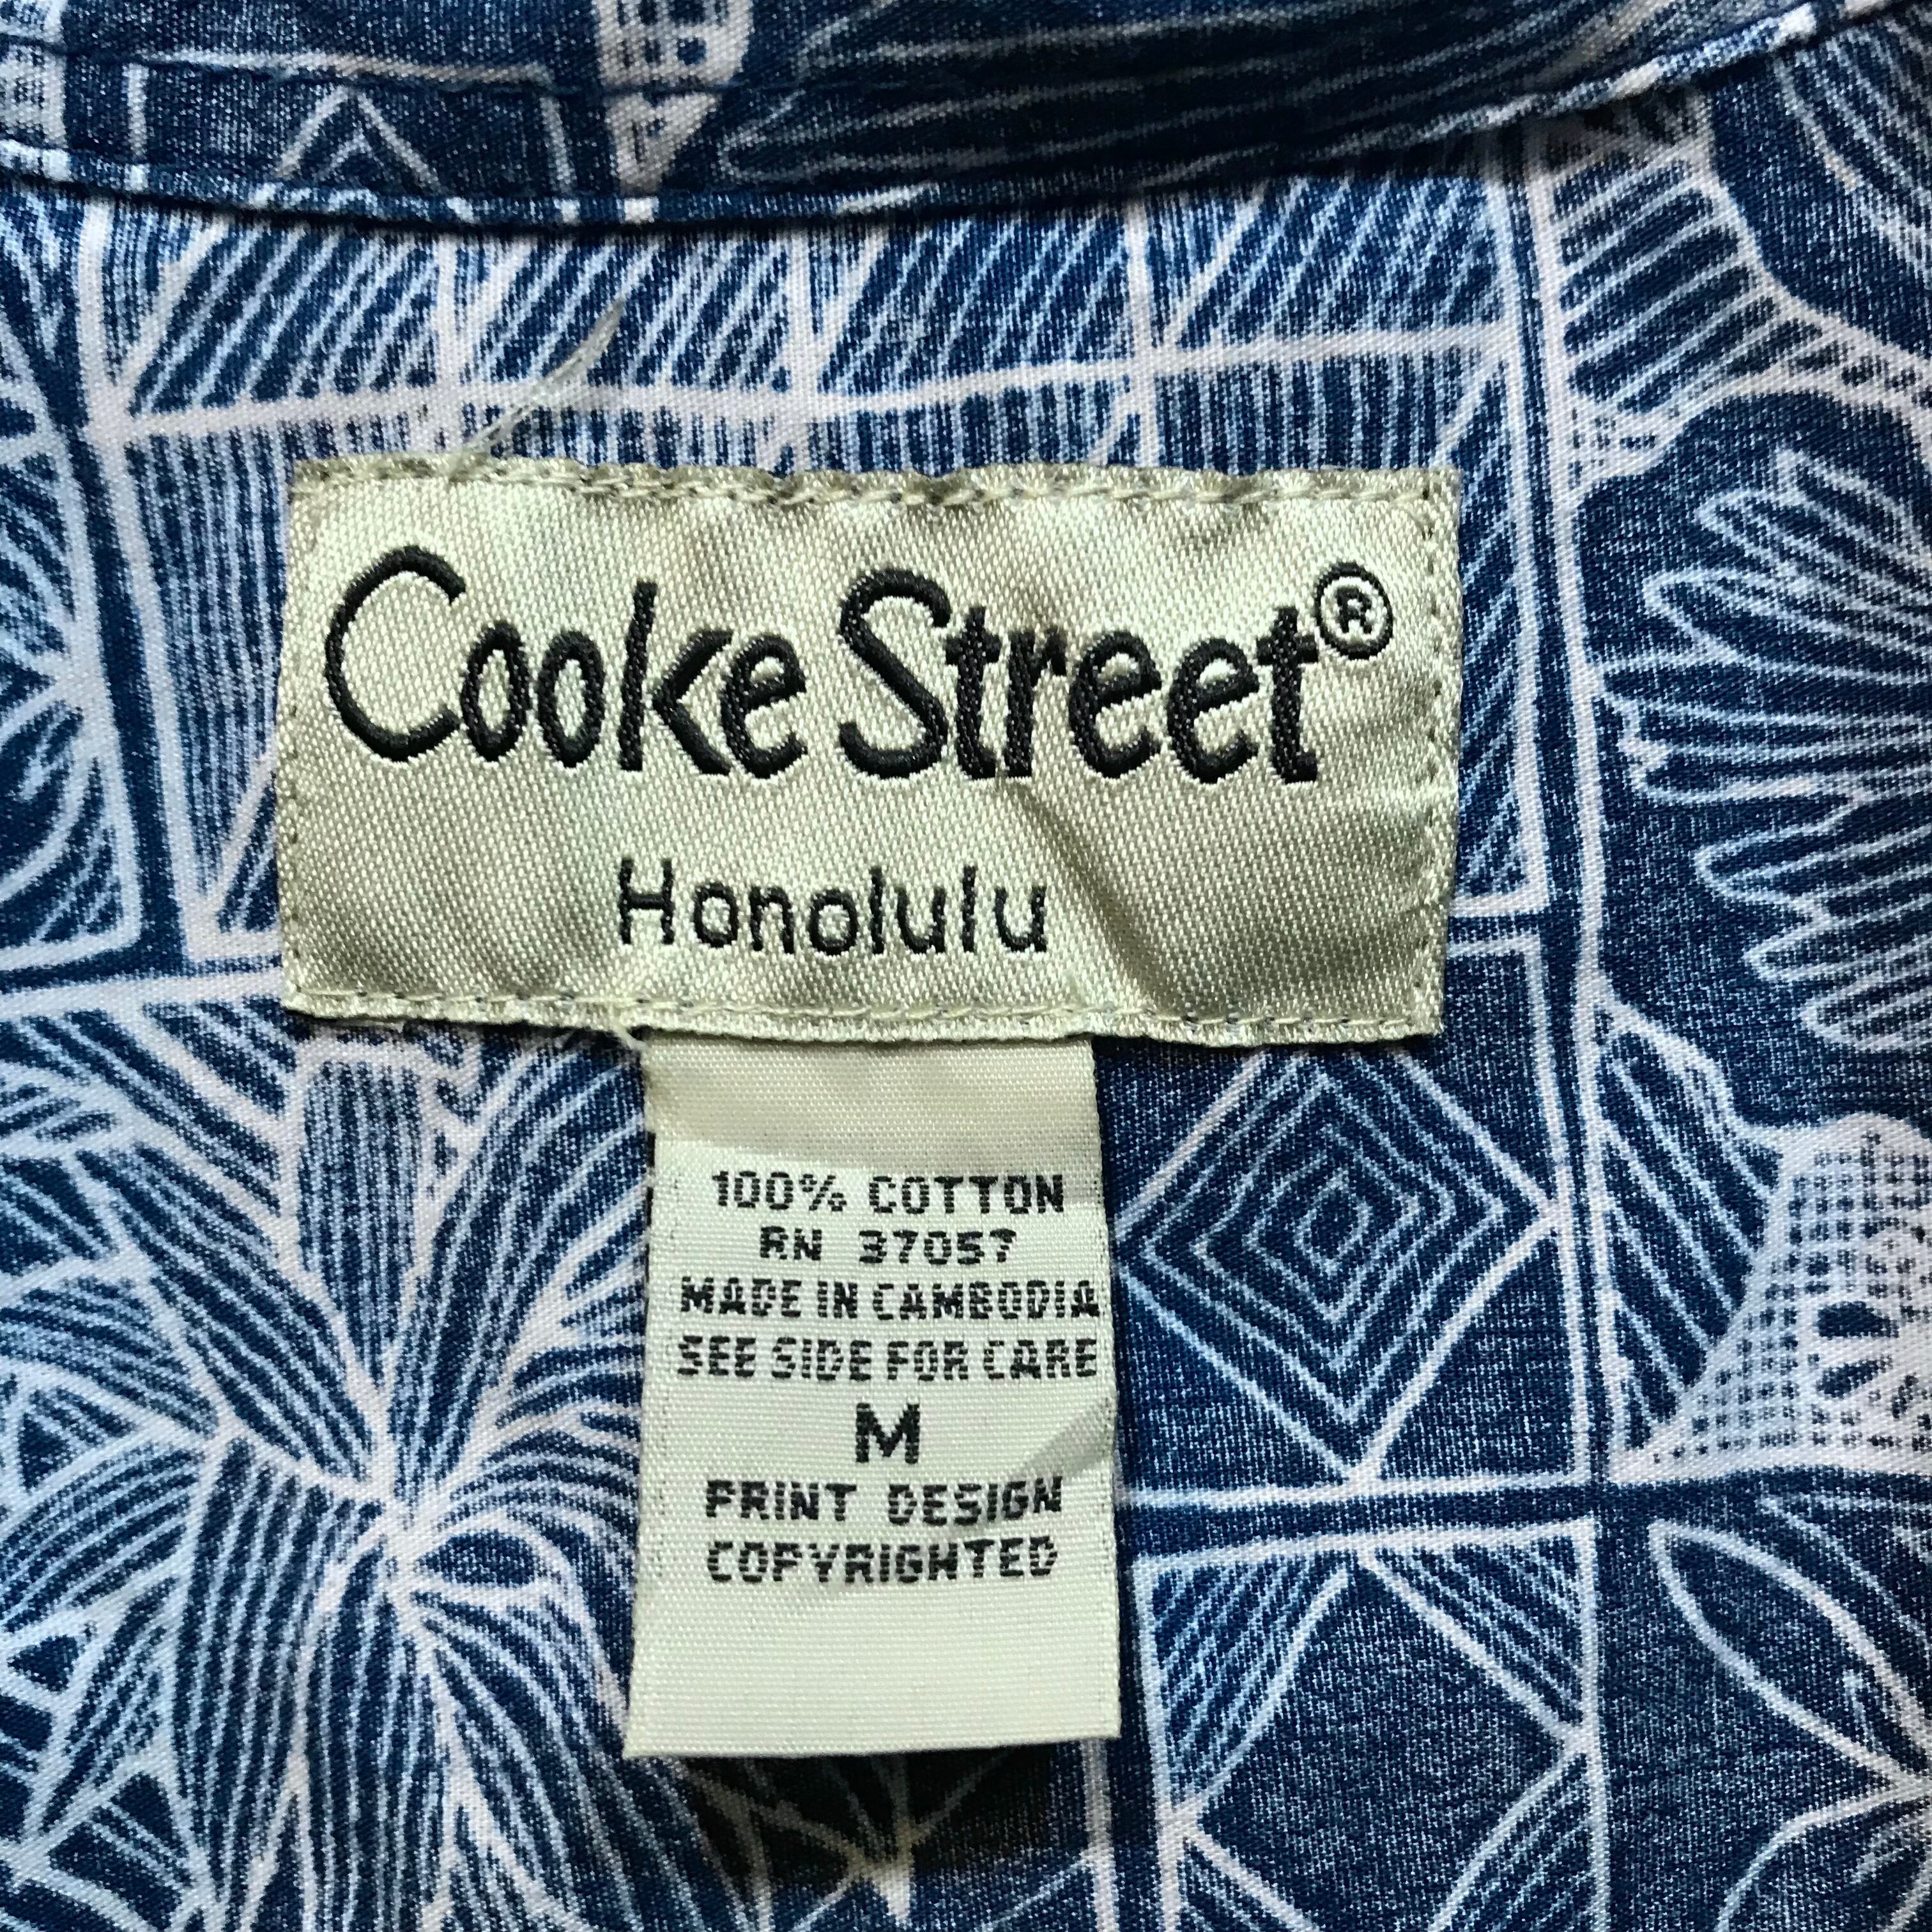 Cooke Street®
Honolulu
100% COTTON
RN 37057
MADE IN CAMBODIA
SEE SIDE FOR CARE
M
PRINT DESIGN
COPYRIGHTED